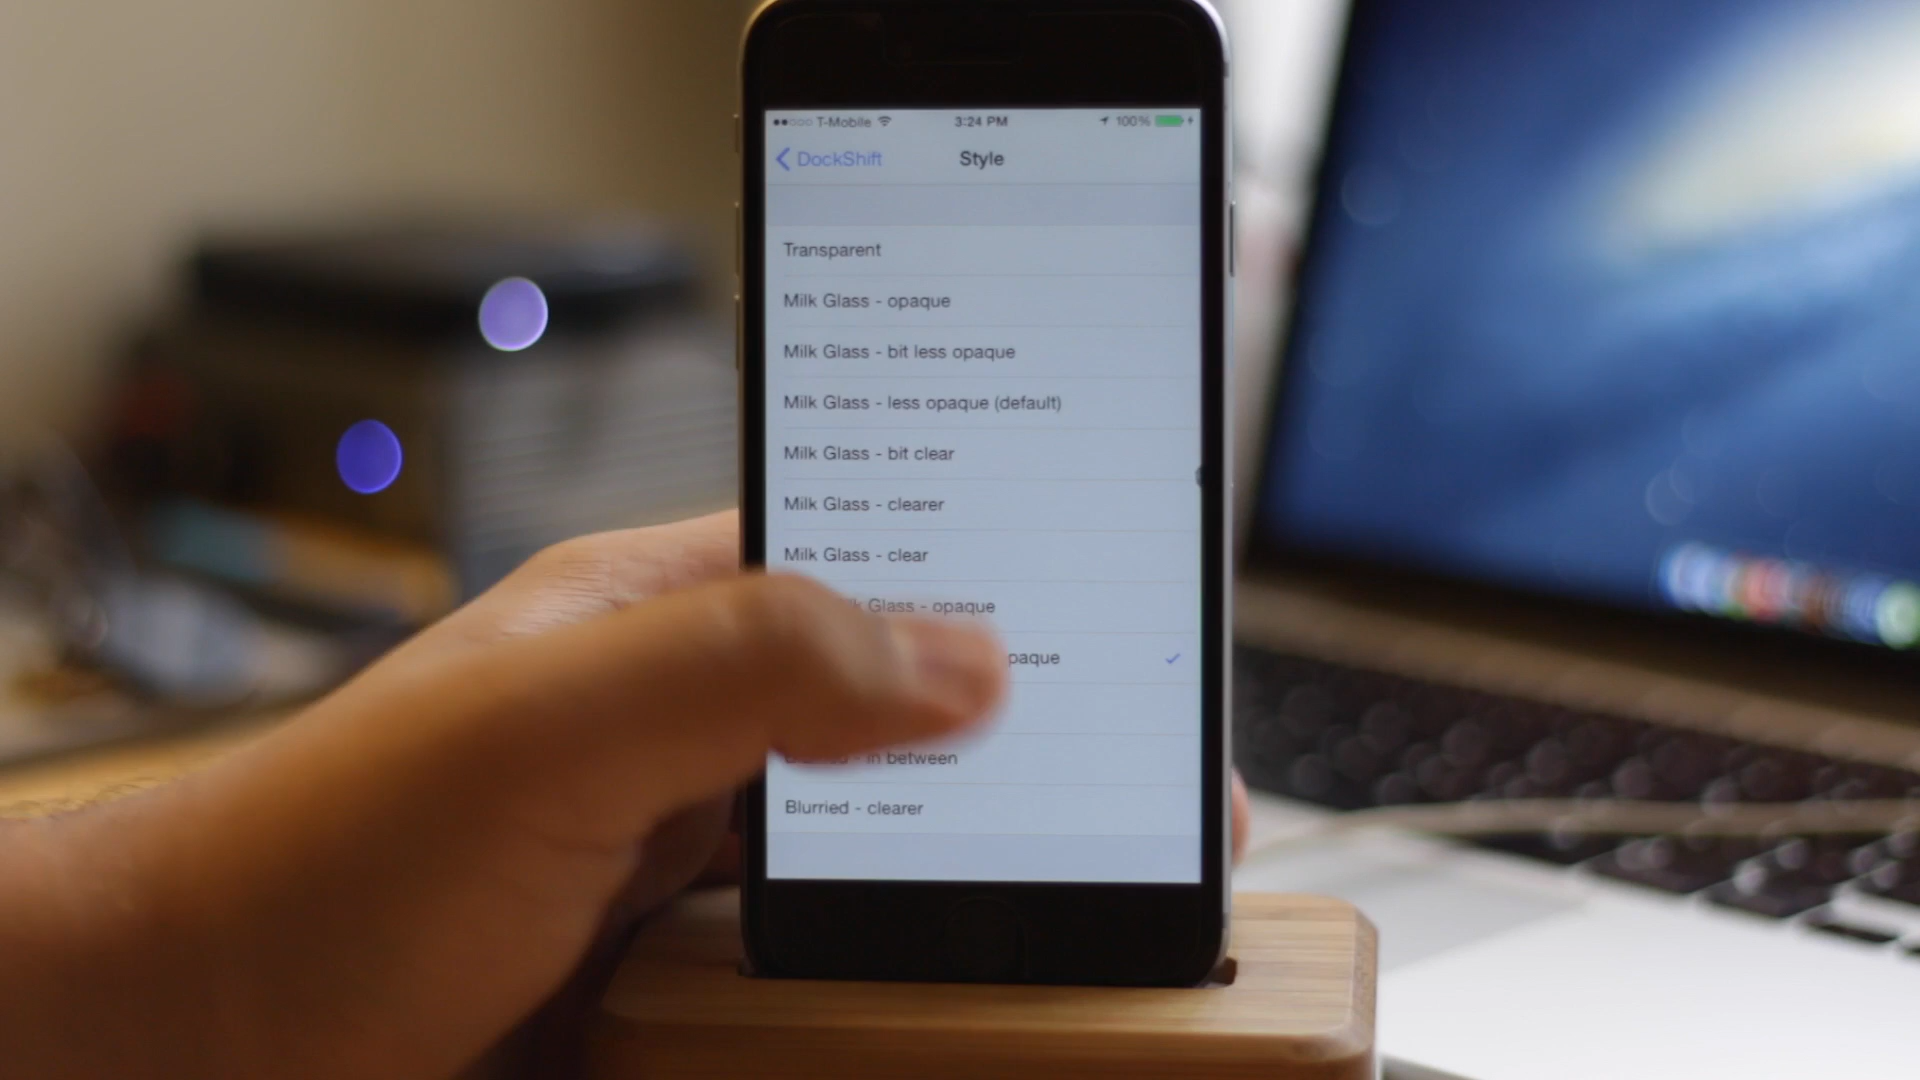 T-Mobile 3:24 PM 100%
DockShift Style
Transparent
Milk Glass - opaque
Milk Glass - bit less opaque
Milk Glass - less opaque (default)
Milk Glass - bit clear
Milk Glass - clearer
Milk Glass - clear
Glass - opaque
- in between
Blurried - clearer